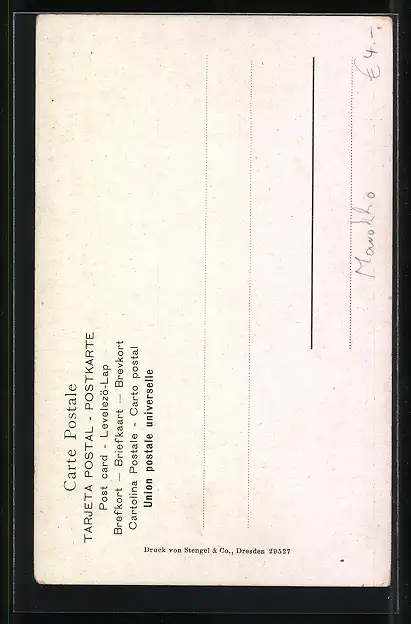 Carte Postale
TARJETA POSTAL - POSTKARTE
Post card - Levelezö-Lap
Brefkort — Briefkaart — Brevkort
Cartolina Postale - Carto postal
Union postale universelle
Druck von Stengel & Co., Dresden 29527
Marokko
€ 4.-